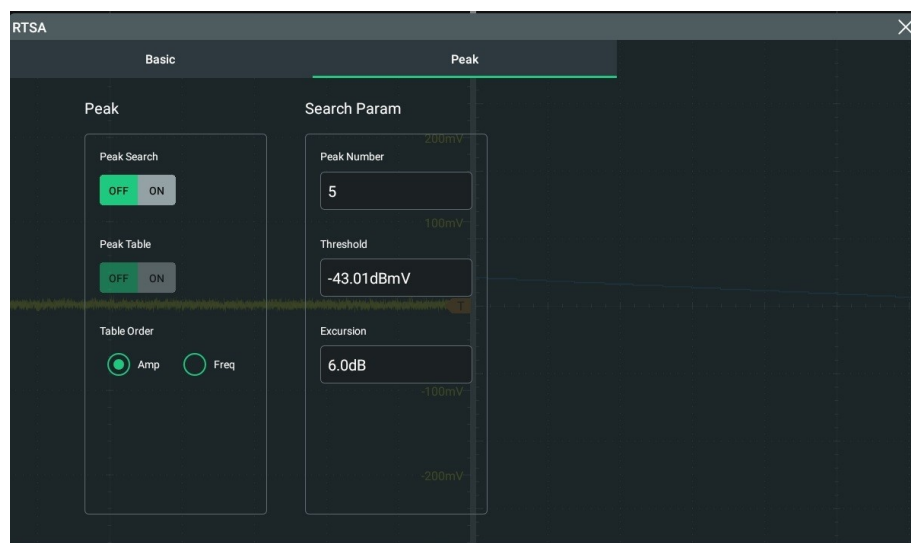 RTSA
Basic Peak
Peak
Peak Search
OFF ON
Peak Table
OFF ON
Table Order
Amp Freq
Search Param
200mV
Peak Number
5
100mV
Threshold
-43.01dBmV
T
Excursion
6.0dB
-100mV
-200mV